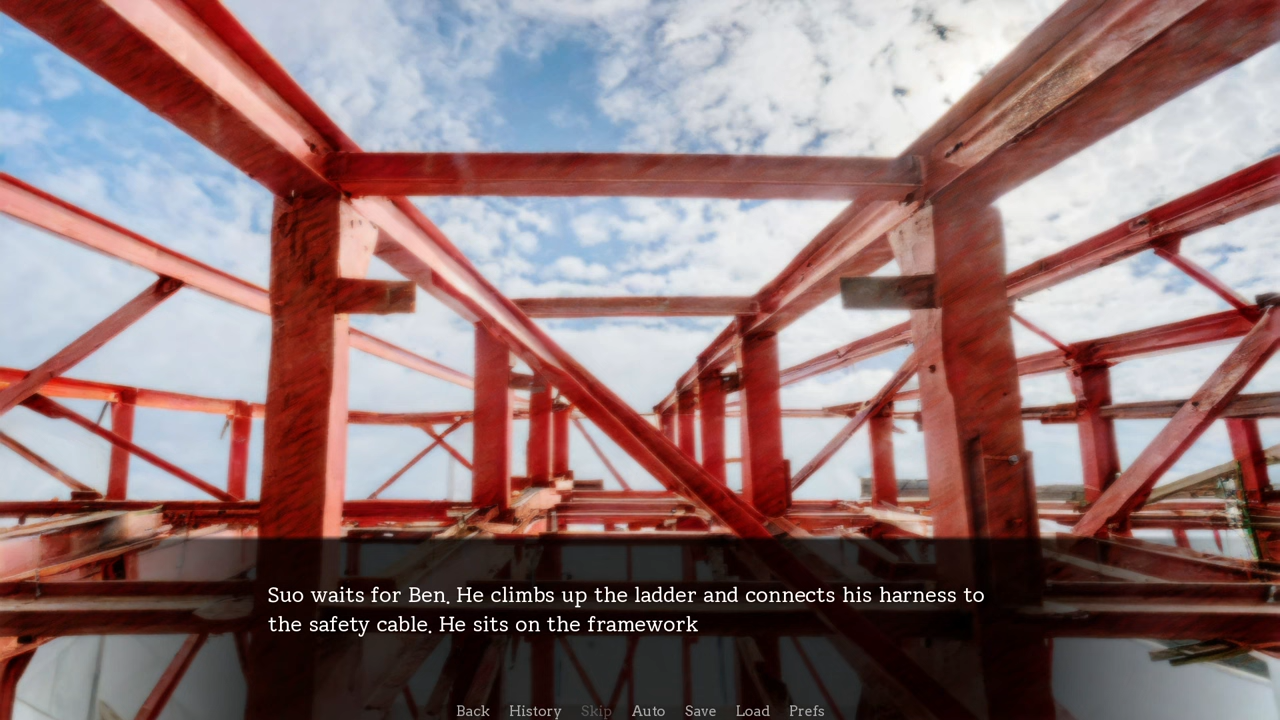 Suo waits for Ben. He climbs up the ladder and connects his harness to
the safety cable. He sits on the framework
Back History Skip Auto Save Load Prefs